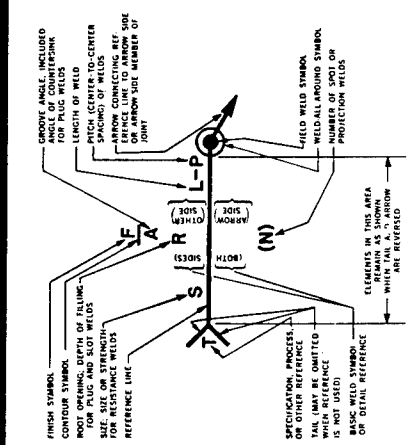 FINISH SYMBOL
CONTOUR SYMBOL
ROOT OPENING; DEPTH OF FILLING
FOR PLUG AND SLOT WELDS
SIZE; SIZE OR STRENGTH
FOR RESISTANCE WELDS
REFERENCE LINE
SPECIFICATION, PROCESS,
OR OTHER REFERENCE
TAIL (MAY BE OMITTED
WHEN REFERENCE
IS NOT USED)
BASIC WELD SYMBOL
OR DETAIL REFERENCE
GROOVE ANGLE, INCLUDED
ANGLE OF COUNTERSINK
FOR PLUG WELDS
LENGTH OF WELD
PITCH (CENTER-TO-CENTER
SPACING) OF WELDS
ARROW CONNECTING REF-
ERENCE LINE TO ARROW SIDE
OR ARROW-SIDE MEMBER OF
JOINT
FIELD WELD SYMBOL
WELD-ALL AROUND SYMBOL
NUMBER OF SPOT OR
PROJECTION WELDS
ELEMENTS IN THIS AREA
REMAIN AS SHOWN
WHEN TAIL ARROW
ARE REVERSED
F
A
R
(OTHER
SIDE)
(ARROW
SIDE)
(BOTH
SIDES)
S
L-P
T
(N)